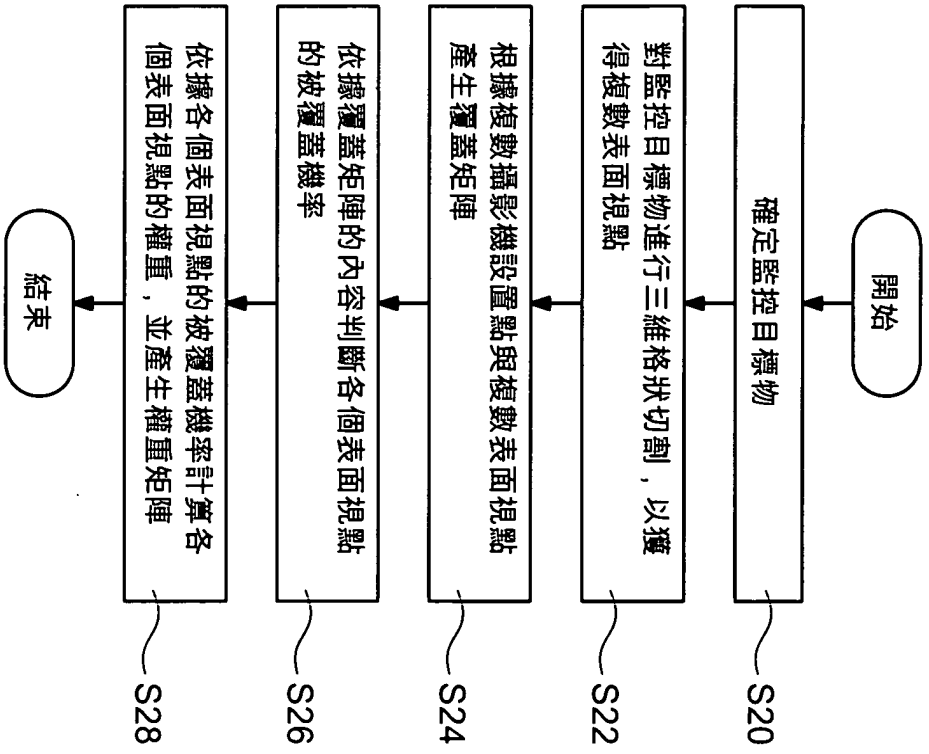 開始
確定監控目標物
S20
對監控目標物進行三維格狀切割，以獲
得複數表面視點
S22
根據複數攝影機設置點與複數表面視點
產生覆蓋矩陣
S24
依據覆蓋矩陣的內容判斷各個表面視點
的被覆蓋機率
S26
依據各個表面視點的被覆蓋機率計算各
個表面視點的權重，並產生權重矩陣
S28
結束